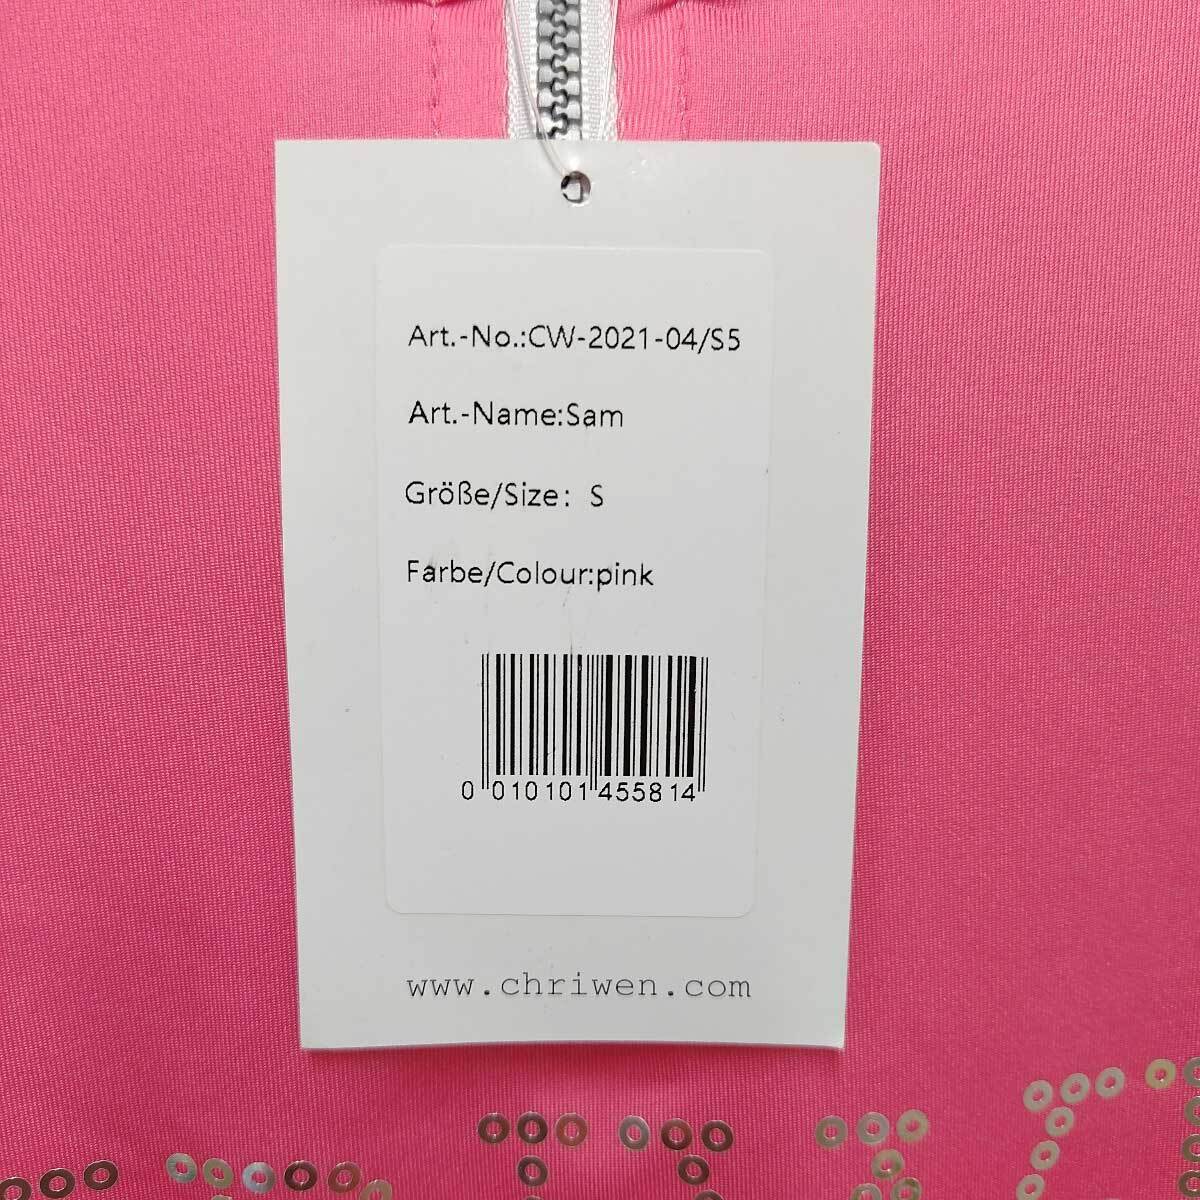 Art.-No.:CW-2021-04/S5
Art.-Name:Sam
Größe/Size: S
Farbe/Colour:pink
0 010101 455814
www.chriwen.com